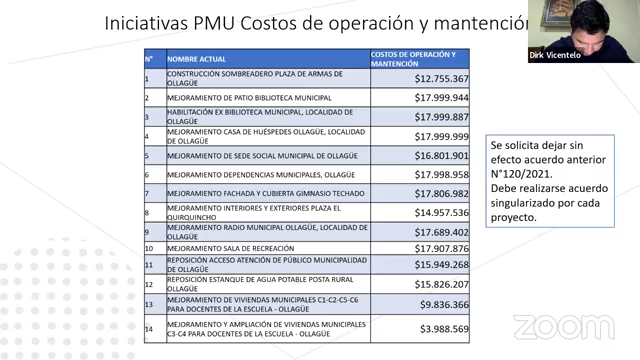 Iniciativas PMU Costos de operación y mantención
Dirk Vicentelo
N° NOMBRE ACTUAL COSTOS DE OPERACIÓN Y
MANTENCIÓN
1 CONSTRUCCIÓN SOMBREADERO PLAZA DE ARMAS DE
OLLAGÜE $12.755.367
2 MEJORAMIENTO DE PATIO BIBLIOTECA MUNICIPAL $17.999.944
3 HABILITACIÓN EX BIBLIOTECA MUNICIPAL, LOCALIDAD DE
OLLAGÜE $17.999.887
4 MEJORAMIENTO CASA DE HUÉSPEDES OLLAGÜE, LOCALIDAD
DE OLLAGÜE $17.999.999
5 MEJORAMIENTO DE SEDE SOCIAL MUNICIPAL DE OLLAGÜE $16.801.901
6 MEJORAMIENTO DEPENDENCIAS MUNICIPALES, OLLAGÜE $17.998.958
7 MEJORAMIENTO FACHADA Y CUBIERTA GIMNASIO TECHADO $17.806.982
8 MEJORAMIENTO INTERIORES Y EXTERIORES PLAZA EL
QUIRQUINCHO $14.957.536
9 MEJORAMIENTO RADIO MUNICIPAL OLLAGÜE, LOCALIDAD DE
OLLAGÜE $17.689.402
10 MEJORAMIENTO SALA DE RECREACIÓN $17.907.876
11 REPOSICIÓN ACCESO ATENCIÓN DE PÚBLICO MUNICIPALIDAD
DE OLLAGÜE $15.949.268
12 REPOSICIÓN ESTANQUE DE AGUA POTABLE POSTA RURAL
OLLAGÜE $15.826.207
13 MEJORAMIENTO DE VIVIENDAS MUNICIPALES C1-C2-C5-C6
PARA DOCENTES DE LA ESCUELA - OLLAGÜE $9.836.366
14 MEJORAMIENTO Y AMPLIACIÓN DE VIVIENDAS MUNICIPALES
C3-C4 PARA DOCENTES DE LA ESCUELA - OLLAGÜE $3.988.569
Se solicita dejar sin
efecto acuerdo anterior
N°120/2021.
Debe realizarse acuerdo
singularizado por cada
proyecto.
zoom